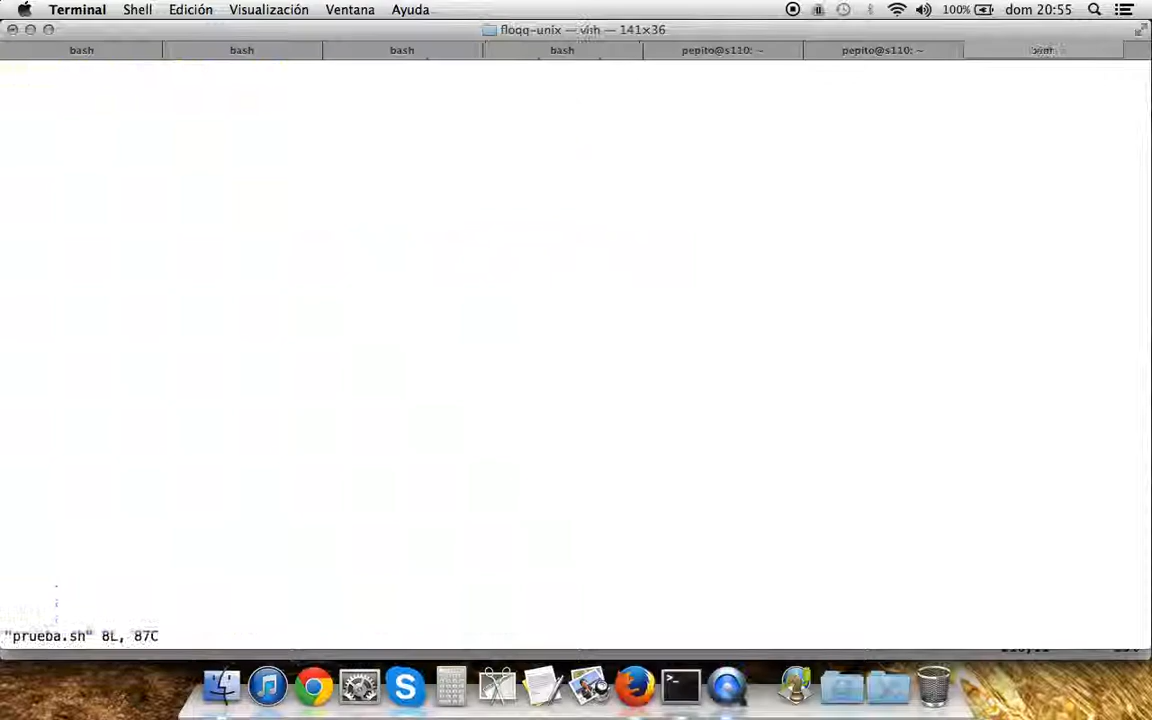 Terminal Shell Edición Visualización Ventana Ayuda 100% dom 20:55
floqq-unix — vim — 141×36
bash bash bash bash pepito@s110: ~ pepito@s110: ~ vim
"prueba.sh" 8L, 87C